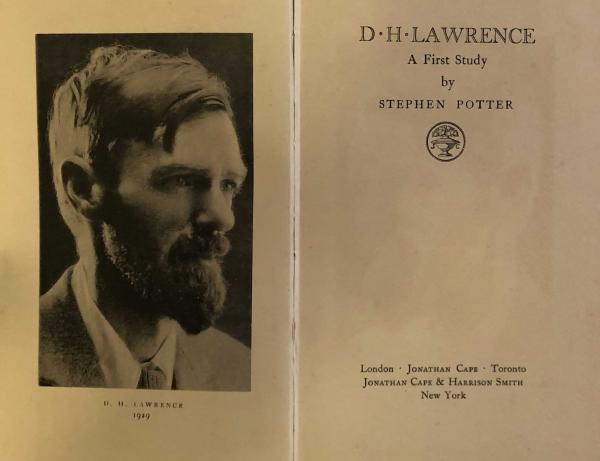 D. H. LAWRENCE
1929
D·H·LAWRENCE
A First Study
by
STEPHEN POTTER
London · JONATHAN CAPE · Toronto
JONATHAN CAPE & HARRISON SMITH
New York